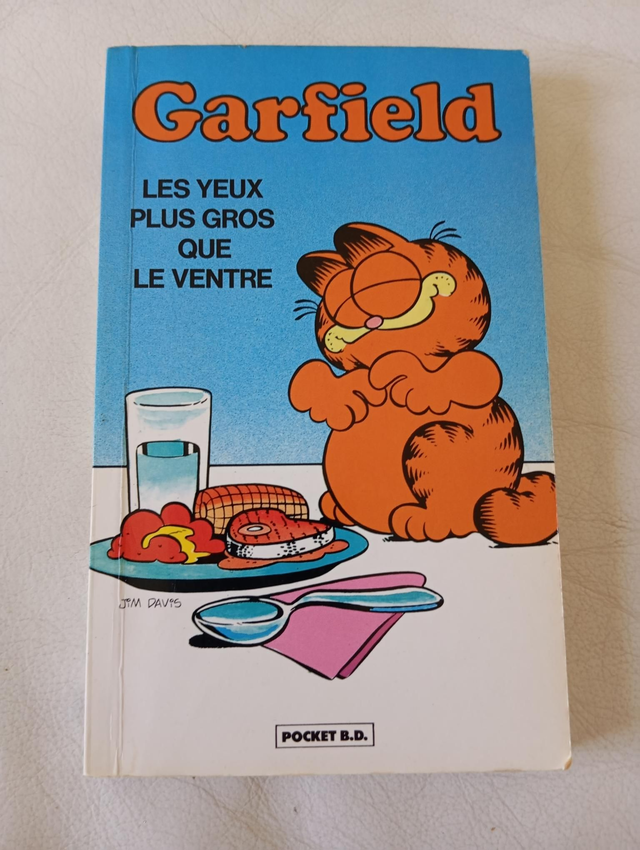 Garfield
LES YEUX
PLUS GROS
QUE
LE VENTRE
JIM DAVIS
POCKET B.D.